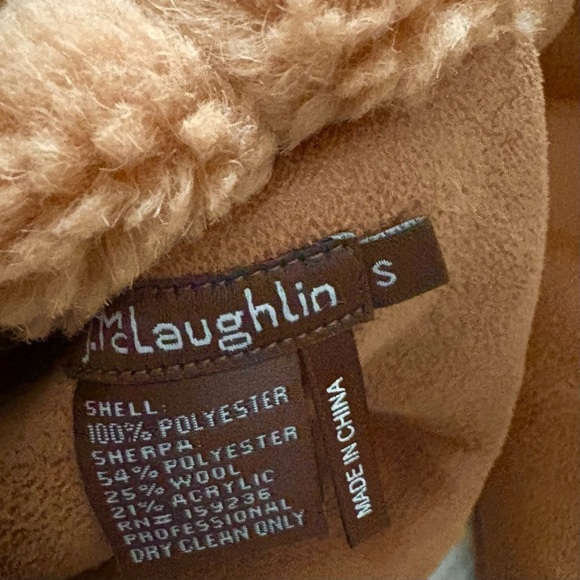 J.McLaughlin
S
SHELL:
100% POLYESTER
SHERPA:
54% POLYESTER
25% WOOL
21% ACRYLIC
RN# 159236
PROFESSIONAL
DRY CLEAN ONLY
MADE IN CHINA